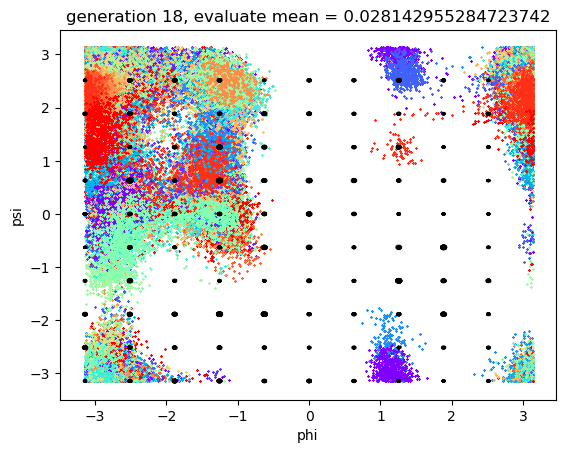 generation 18, evaluate mean = 0.028142955284723742
3
2
1
0
−1
−2
−3
psi
−3 −2 −1 0 1 2 3
phi